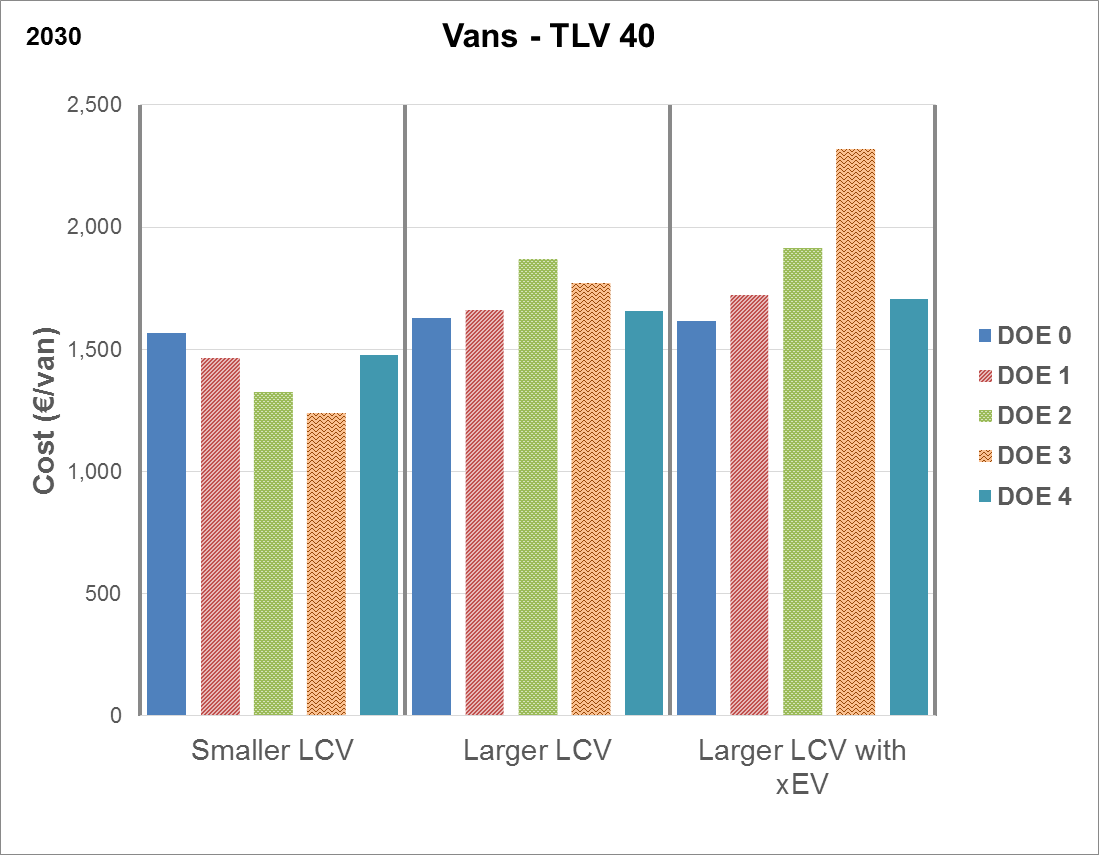 2030
Vans - TLV 40
Cost (€/van)
2,500
2,000
1,500
1,000
500
0
Smaller LCV
Larger LCV
Larger LCV with
xEV
DOE 0
DOE 1
DOE 2
DOE 3
DOE 4